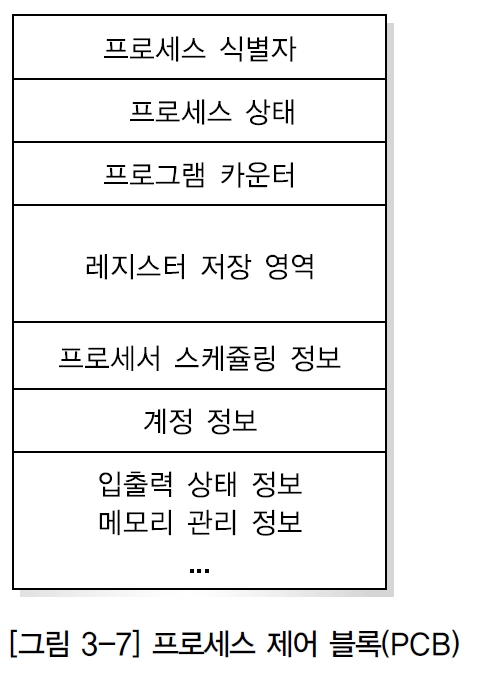 프로세스 식별자
프로세스 상태
프로그램 카운터
레지스터 저장 영역
프로세서 스케쥴링 정보
계정 정보
입출력 상태 정보
메모리 관리 정보
...
[그림 3-7] 프로세스 제어 블록(PCB)